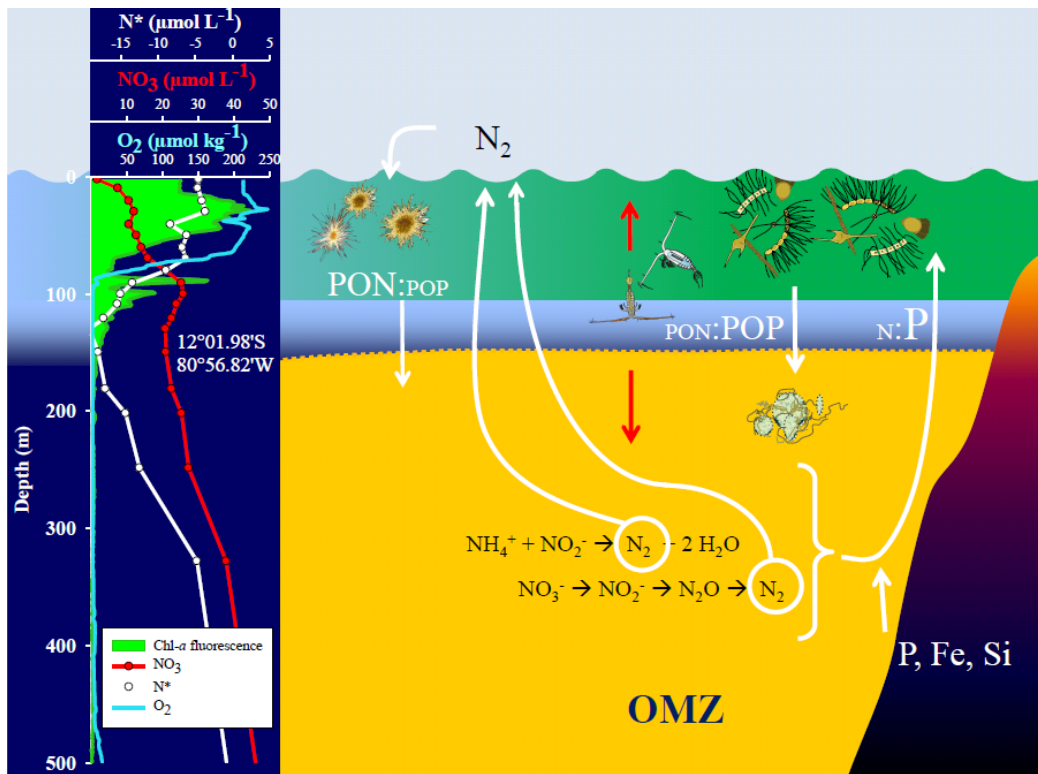 N* (µmol L⁻¹)
-15 -10 -5 0 5
NO₃ (µmol L⁻¹)
10 20 30 40 50
O₂ (µmol kg⁻¹)
50 100 150 200 250
0
100
200
300
400
500
Depth (m)
12°01.98'S
80°56.82'W
Chl-a fluorescence
NO₃
N*
O₂
N₂
PON:POP
PON:POP
N:P
NH₄⁺ + NO₂⁻ → N₂ + 2 H₂O
NO₃⁻ → NO₂⁻ → N₂O → N₂
P, Fe, Si
OMZ